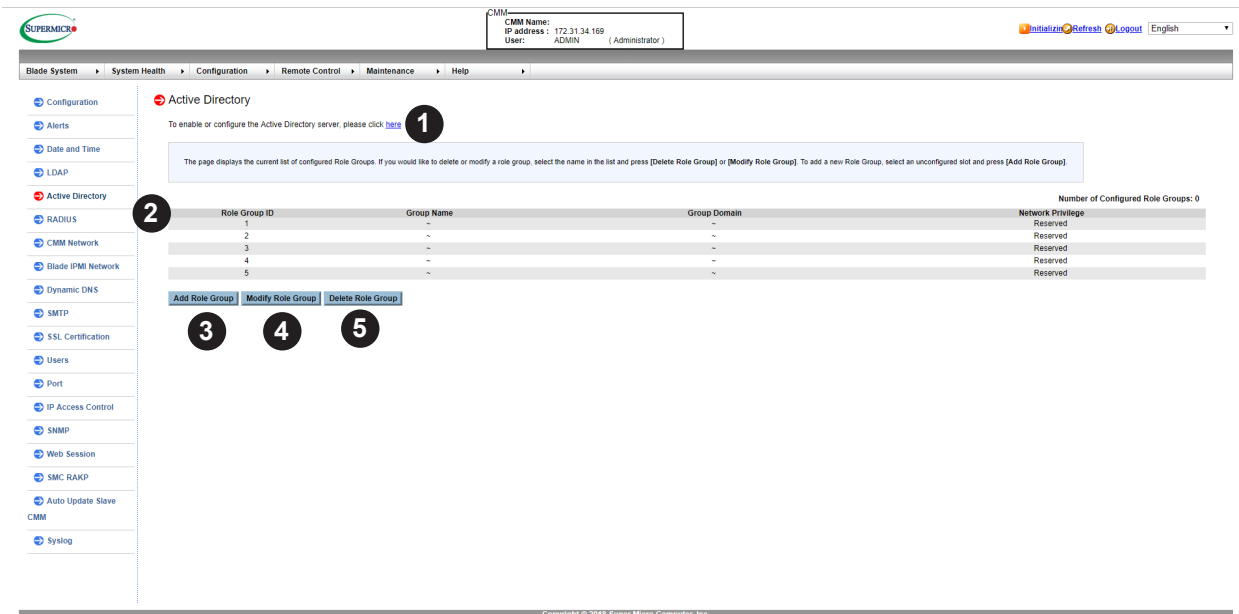 SUPERMICRO
CMM
CMM Name:
IP address : 172.31.34.169
User: ADMIN ( Administrator )
Initializin Refresh Logout English
Blade System System Health Configuration Remote Control Maintenance Help
Configuration
Alerts
Date and Time
LDAP
Active Directory
RADIUS
CMM Network
Blade IPMI Network
Dynamic DNS
SMTP
SSL Certification
Users
Port
IP Access Control
SNMP
Web Session
SMC RAKP
Auto Update Slave
CMM
Syslog
Active Directory
To enable or configure the Active Directory server, please click here
1
The page displays the current list of configured Role Groups. If you would like to delete or modify a role group, select the name in the list and press [Delete Role Group] or [Modify Role Group]. To add a new Role Group, select an unconfigured slot and press [Add Role Group].
Number of Configured Role Groups: 0
2
Role Group ID Group Name Group Domain Network Privilege
1 ~ ~ Reserved
2 ~ ~ Reserved
3 ~ ~ Reserved
4 ~ ~ Reserved
5 ~ ~ Reserved
Add Role Group Modify Role Group Delete Role Group
3 4 5